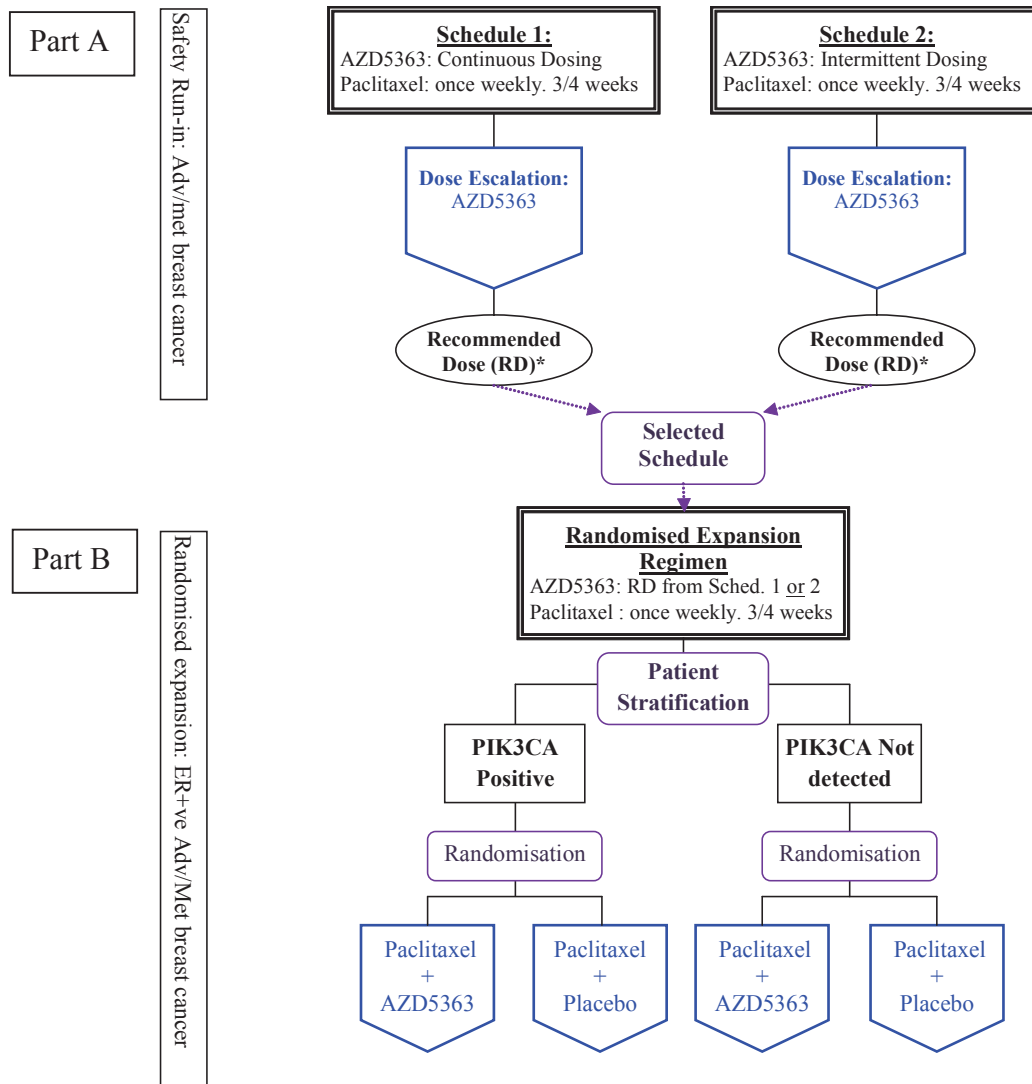 Part A
Safety Run-in: Adv/met breast cancer
Schedule 1:
AZD5363: Continuous Dosing
Paclitaxel: once weekly. 3/4 weeks
Schedule 2:
AZD5363: Intermittent Dosing
Paclitaxel: once weekly. 3/4 weeks
Dose Escalation:
AZD5363
Dose Escalation:
AZD5363
Recommended
Dose (RD)*
Recommended
Dose (RD)*
Selected
Schedule
Part B
Randomised expansion: ER+ve Adv/Met breast cancer
Randomised Expansion
Regimen
AZD5363: RD from Sched. 1 or 2
Paclitaxel : once weekly. 3/4 weeks
Patient
Stratification
PIK3CA
Positive
PIK3CA Not
detected
Randomisation
Randomisation
Paclitaxel
+
AZD5363
Paclitaxel
+
Placebo
Paclitaxel
+
AZD5363
Paclitaxel
+
Placebo